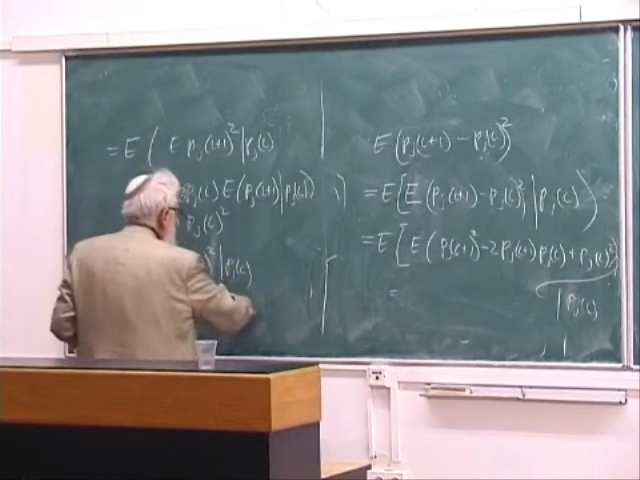 E(p_j(i+1) - p_j(i))^2
= E[E(p_j(i+1) - p_j(i))^2 | p_j(i))
= E[E(p_j(i+1)^2 - 2p_j(i+1)p_j(i) + p_j(i)^2)
| p_j(i)
=
= E( E p_j(i+1)^2 | p_j(i)
p_j(i) E(p_j(i+1) | p_j(i))
p_j(i)^2
^2 | p_j(i)